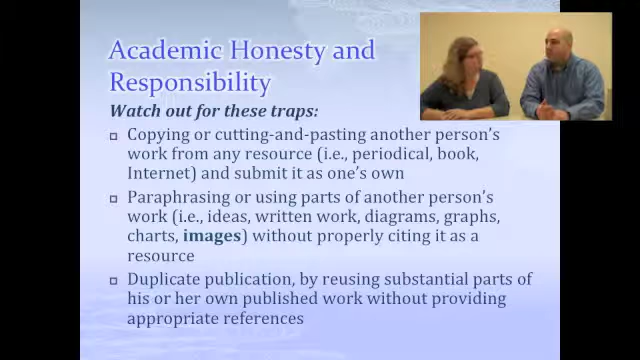 Academic Honesty and
Responsibility
Watch out for these traps:
Copying or cutting-and-pasting another person's
work from any resource (i.e., periodical, book,
Internet) and submit it as one's own
Paraphrasing or using parts of another person's
work (i.e., ideas, written work, diagrams, graphs,
charts, images) without properly citing it as a
resource
Duplicate publication, by reusing substantial parts of
his or her own published work without providing
appropriate references